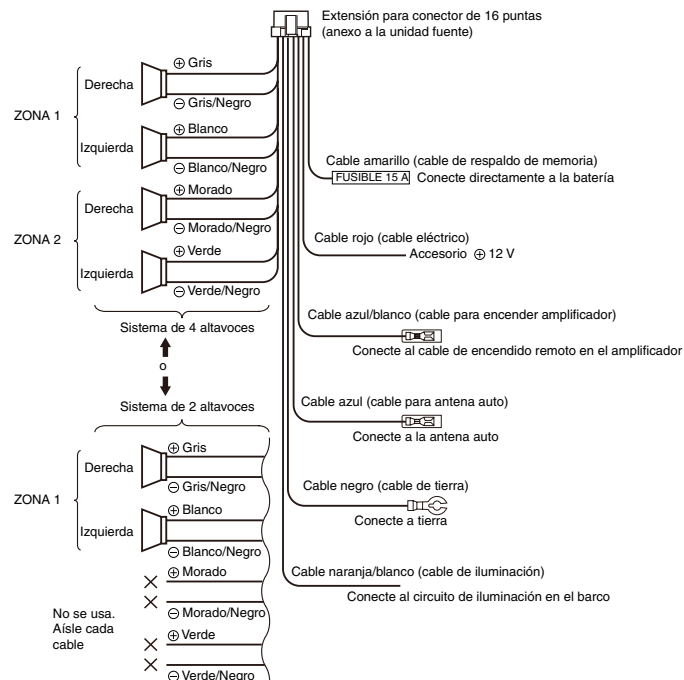 Extensión para conector de 16 puntas
(anexo a la unidad fuente)
ZONA 1
Derecha
⊕ Gris
⊖ Gris/Negro
Izquierda
⊕ Blanco
⊖ Blanco/Negro
ZONA 2
Derecha
⊕ Morado
⊖ Morado/Negro
Izquierda
⊕ Verde
⊖ Verde/Negro
Sistema de 4 altavoces
o
Sistema de 2 altavoces
ZONA 1
Derecha
⊕ Gris
⊖ Gris/Negro
Izquierda
⊕ Blanco
⊖ Blanco/Negro
No se usa.
Aísle cada
cable
⊕ Morado
⊖ Morado/Negro
⊕ Verde
⊖ Verde/Negro
Cable amarillo (cable de respaldo de memoria)
FUSIBLE 15 A Conecte directamente a la batería
Cable rojo (cable eléctrico)
Accesorio ⊕ 12 V
Cable azul/blanco (cable para encender amplificador)
Conecte al cable de encendido remoto en el amplificador
Cable azul (cable para antena auto)
Conecte a la antena auto
Cable negro (cable de tierra)
Conecte a tierra
Cable naranja/blanco (cable de iluminación)
Conecte al circuito de iluminación en el barco